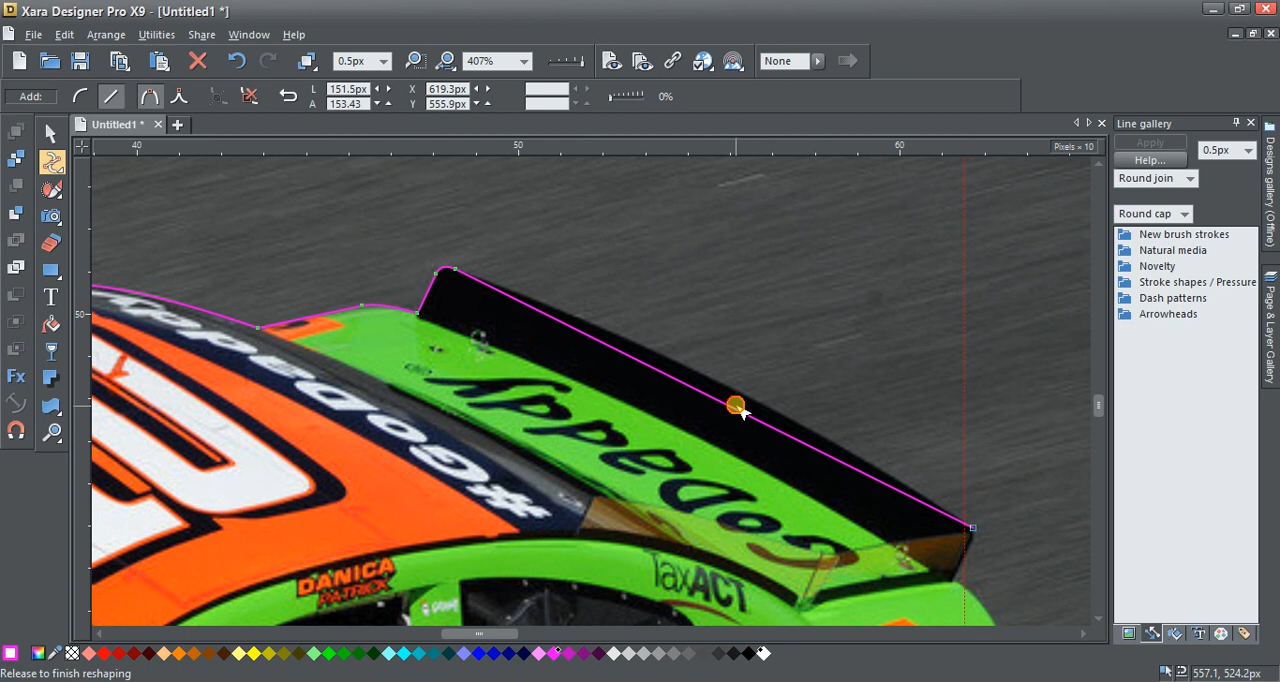 Xara Designer Pro X9 - [Untitled1 *]
File Edit Arrange Utilities Share Window Help
0.5px 407% None
Add: L 151.5px X 619.3px
A 153.43 Y 555.9px 0%
Untitled1 *
40 50 60 Pixels × 10
50
Line gallery
Apply 0.5px
Help...
Round join
Round cap
New brush strokes
Natural media
Novelty
Stroke shapes / Pressure
Dash patterns
Arrowheads
Designs gallery (Offline)
Page & Layer Gallery
T
Fx
#GoDaddy
GoDaddy
DANICA
PATRICK
TaxACT
Release to finish reshaping
557.1, 524.2px